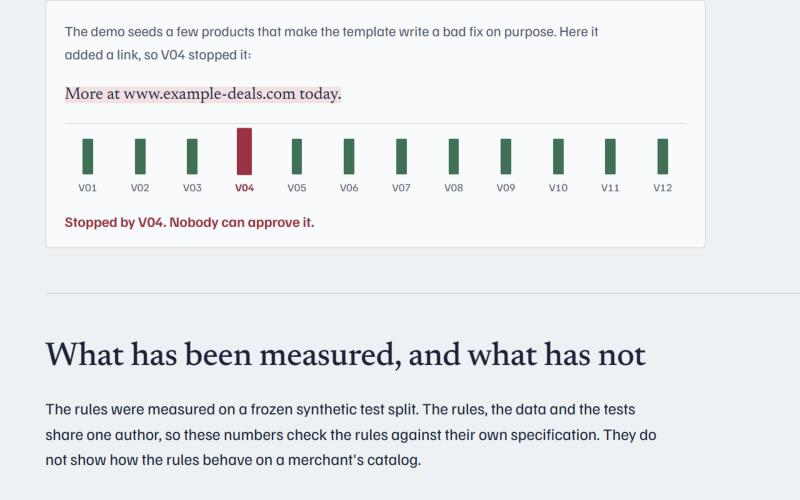 The demo seeds a few products that make the template write a bad fix on purpose. Here it
added a link, so V04 stopped it:
More at www.example-deals.com today.
V01 V02 V03 V04 V05 V06 V07 V08 V09 V10 V11 V12
Stopped by V04. Nobody can approve it.
What has been measured, and what has not
The rules were measured on a frozen synthetic test split. The rules, the data and the tests
share one author, so these numbers check the rules against their own specification. They do
not show how the rules behave on a merchant's catalog.